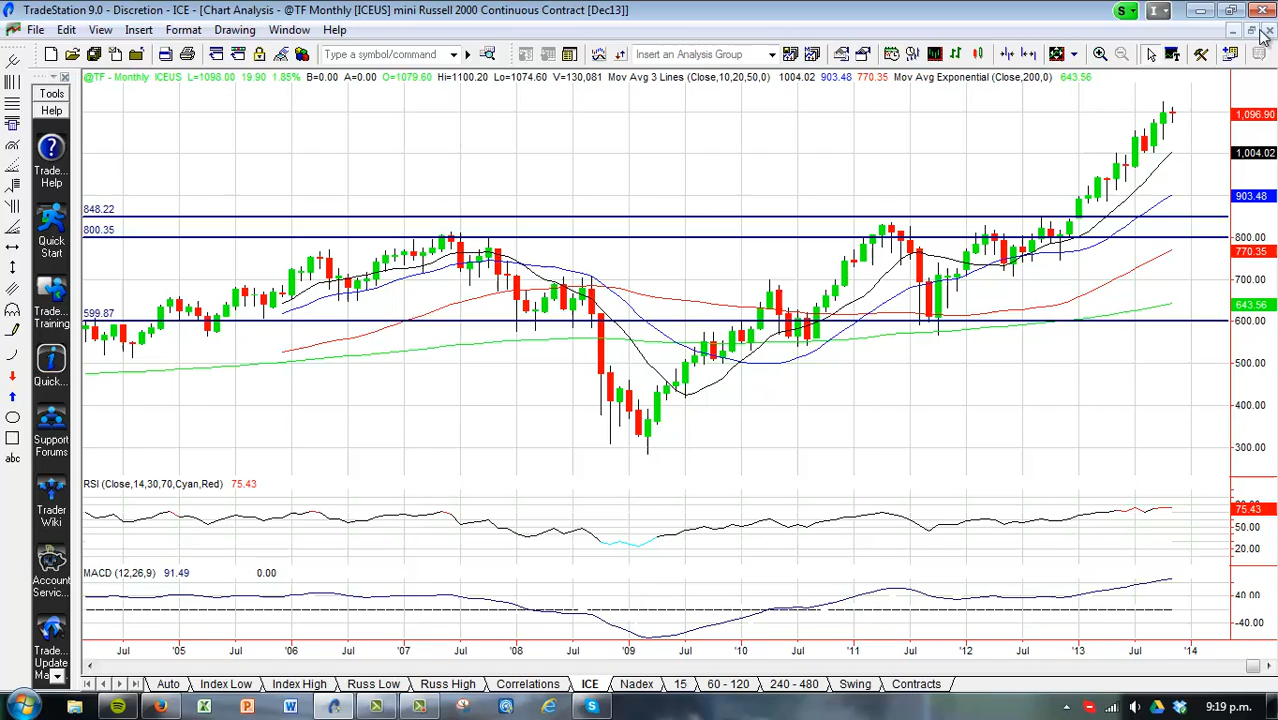 TradeStation 9.0 - Discretion - ICE - [Chart Analysis - @TF Monthly [ICEUS] mini Russell 2000 Continuous Contract [Dec13]]
File Edit View Insert Format Drawing Window Help
Type a symbol/command
Insert an Analysis Group
@TF - Monthly ICEUS L=1096.00 19.90 1.85% B=0.00 A=0.00 O=1079.60 Hi=1100.20 Lo=1074.60 V=130,081 Mov Avg 3 Lines (Close,10,20,50,0) 1004.02 903.48 770.35 Mov Avg Exponential (Close,200,0) 643.56
Tools
Help
Trade...
Help
Quick
Start
Trade...
Training
Quick...
Support
Forums
Trader
Wiki
Account
Servic...
Trade...
Update
Ma...
abc
848.22
800.35
599.87
1,096.90
1,004.02
903.48
800.00
770.35
700.00
643.56
600.00
500.00
400.00
300.00
RSI (Close,14,30,70,Cyan,Red) 75.43
75.43
50.00
20.00
MACD (12,26,9) 91.49 0.00
40.00
-40.00
Jul '05 Jul '06 Jul '07 Jul '08 Jul '09 Jul '10 Jul '11 Jul '12 Jul '13 Jul '14
Auto Index Low Index High Russ Low Russ High Correlations ICE Nadex 15 60 - 120 240 - 480 Swing Contracts
9:19 p.m.